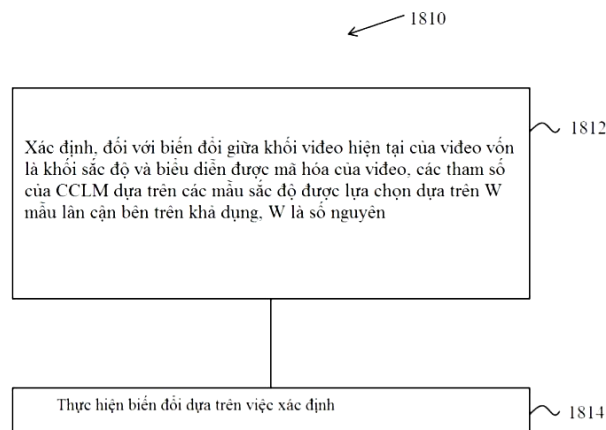 1810
1812
Xác định, đối với biến đổi giữa khối viđeo hiện tại của viđeo vốn
là khối sắc độ và biểu diễn được mã hóa của viđeo, các tham số
của CCLM dựa trên các mẫu sắc độ được lựa chọn dựa trên W
mẫu lân cận bên trên khả dụng, W là số nguyên
Thực hiện biến đổi dựa trên việc xác định
1814